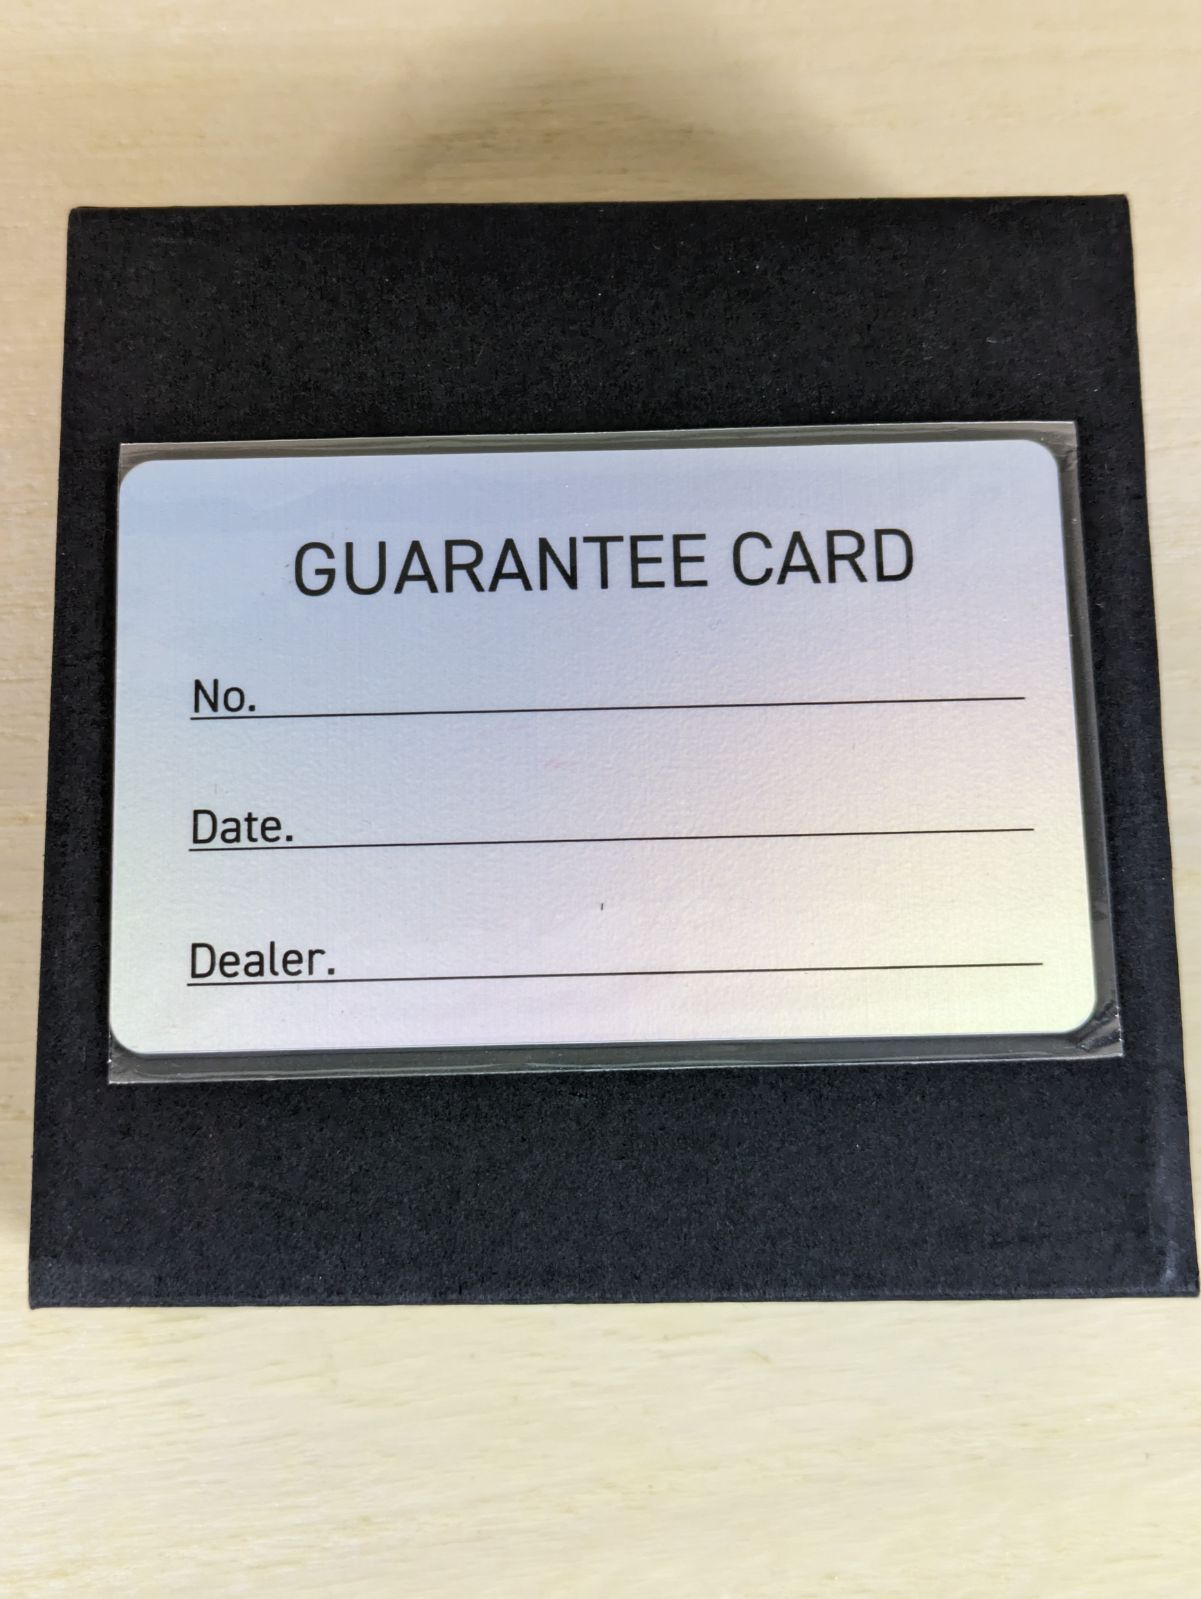 GUARANTEE CARD
No.
Date.
Dealer.